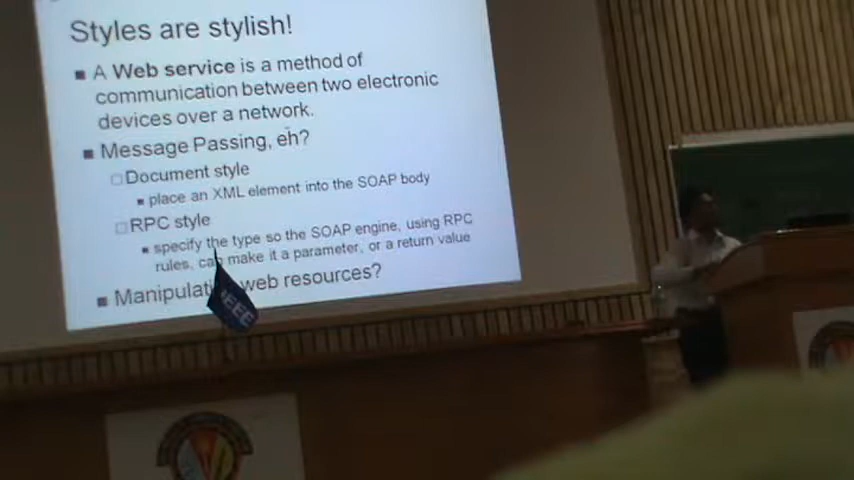 Styles are stylish!
A Web service is a method of
communication between two electronic
devices over a network.
Message Passing, eh?
Document style
place an XML element into the SOAP body
RPC style
specify the type so the SOAP engine, using RPC
rules, can make it a parameter, or a return value
Manipulati web resources?
IEEE